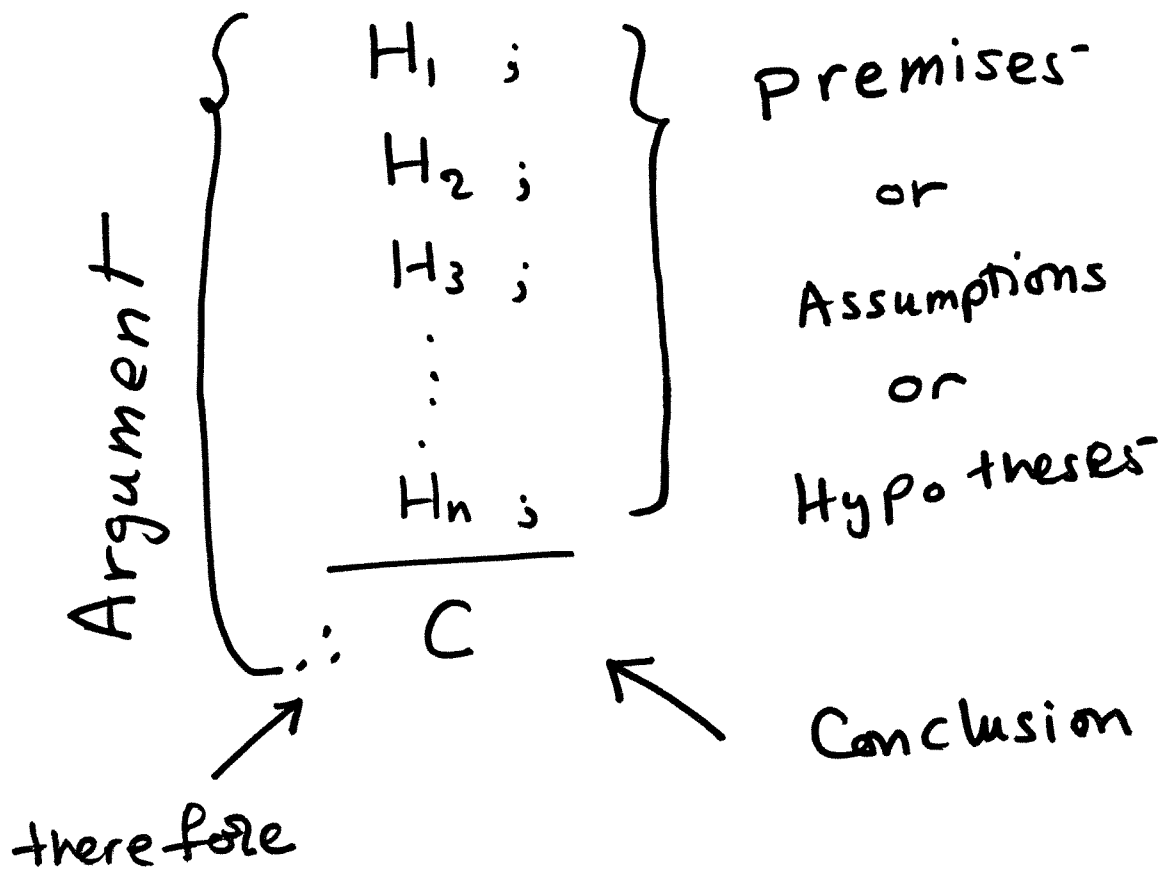 H₁ ;
Premises
H₂ ;
or
H₃ ;
Assumptions
.
:
.
or
Hₙ ;
Hypotheses
Argument
∴ C
Conclusion
therefore